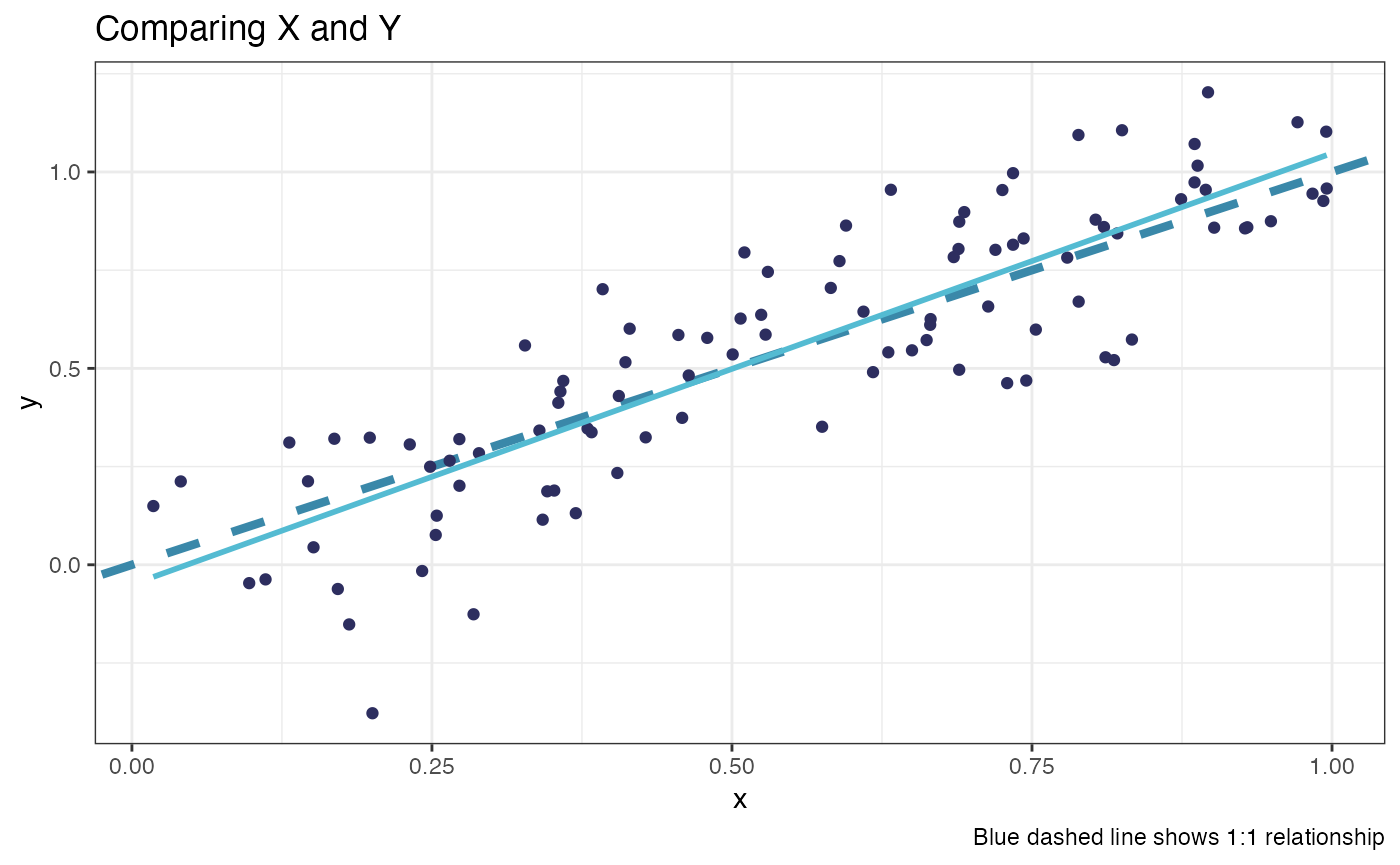 Comparing X and Y
1.0
0.5
0.0
y
0.00 0.25 0.50 0.75 1.00
x
Blue dashed line shows 1:1 relationship